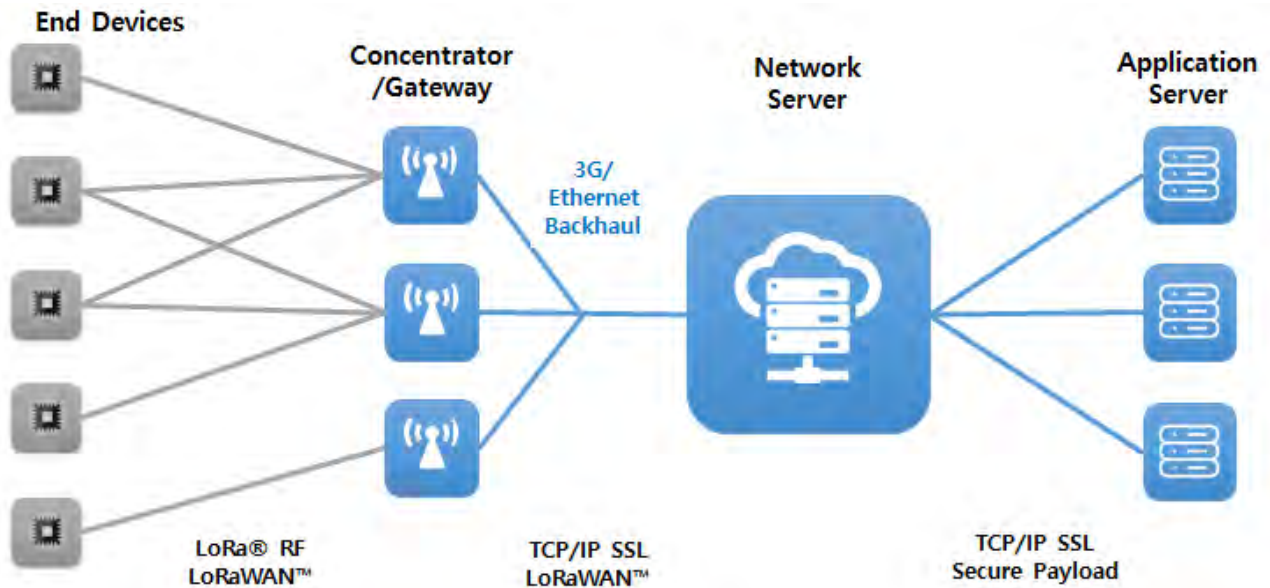 End Devices
Concentrator
/Gateway
Network
Server
Application
Server
3G/
Ethernet
Backhaul
LoRa® RF
LoRaWAN™
TCP/IP SSL
LoRaWAN™
TCP/IP SSL
Secure Payload